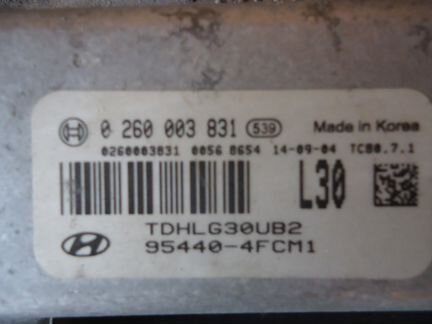 0 260 003 831 539 Made in Korea
0260003831 0056 8654 14-09-04 TC80.7.1
L30
TDHLG30UB2
95440-4FCM1